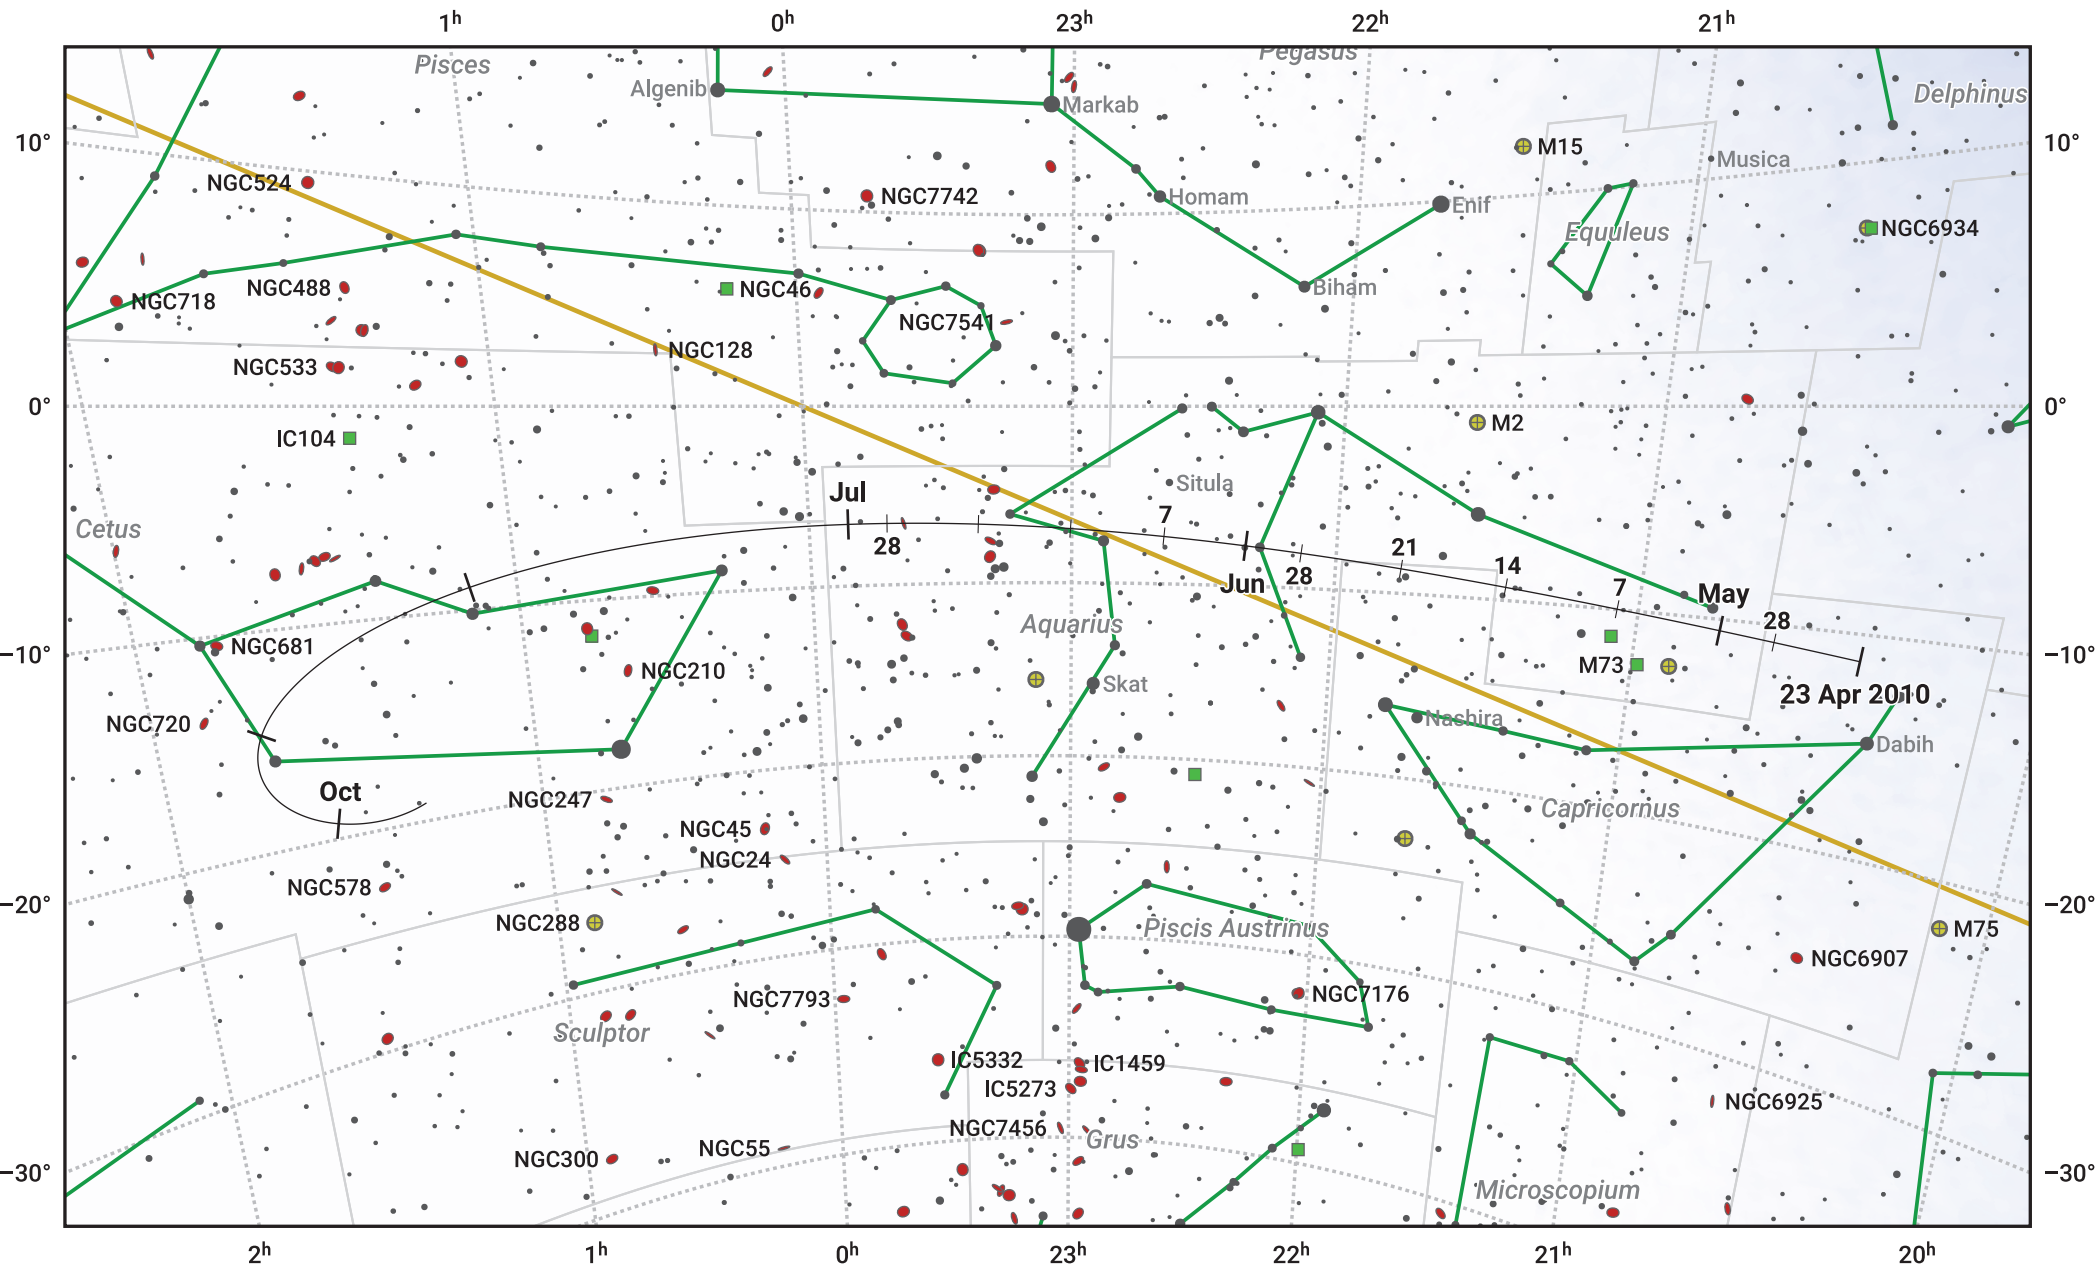 1h 0h 23h 22h 21h
Pisces
Pegasus
Algenib
Markab
Delphinus
10°
10°
M15
Musica
NGC524
NGC7742
Homam
Enif
Equuleus
NGC6934
NGC488
NGC718
NGC46
Biham
NGC7541
NGC128
NGC533
0°
0°
IC104
M2
Situla
Jul
Cetus
7
28
21
14
28
Jun
7
May
28
Aquarius
NGC681
−10°
−10°
M73
NGC210
Skat
23 Apr 2010
NGC720
Nashira
Dabih
Oct
NGC247
Capricornus
NGC45
NGC24
NGC578
−20°
−20°
NGC288
Piscis Austrinus
M75
NGC6907
NGC7793
NGC7176
Sculptor
IC5332
IC1459
IC5273
NGC6925
NGC7456
Grus
NGC55
NGC300
−30°
−30°
Microscopium
2h 1h 0h 23h 22h 21h 20h